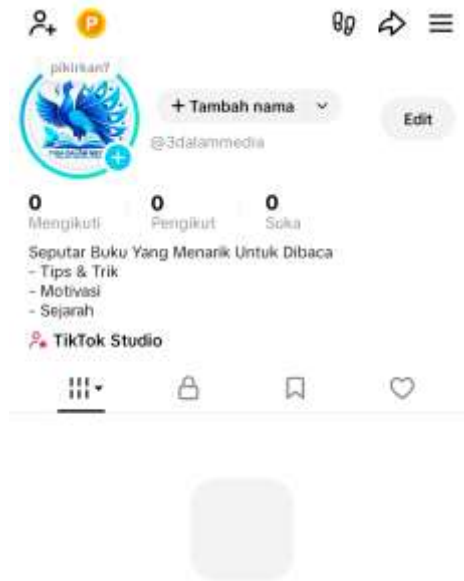 P
pikirkan?
+ Tambah nama
Edit
@3dalammedia
0 0 0
Mengikuti Pengikut Suka
Seputar Buku Yang Menarik Untuk Dibaca
- Tips & Trik
- Motivasi
- Sejarah
TikTok Studio